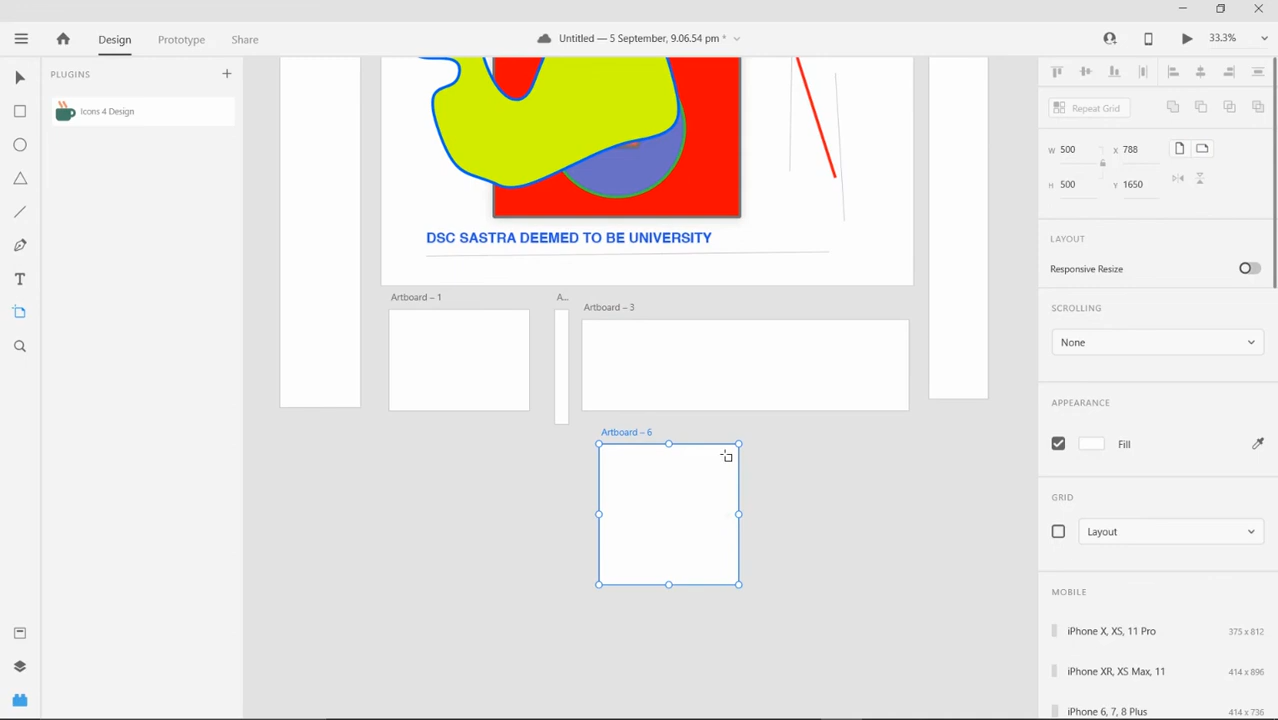 Design
Prototype
Share
Untitled — 5 September, 9.06.54 pm *
33.3%
PLUGINS
Icons 4 Design
DSC SASTRA DEEMED TO BE UNIVERSITY
Artboard – 1
A...
Artboard – 3
Artboard – 6
Repeat Grid
W 500
X 788
H 500
Y 1650
LAYOUT
Responsive Resize
SCROLLING
None
APPEARANCE
Fill
GRID
Layout
MOBILE
iPhone X, XS, 11 Pro 375 x 812
iPhone XR, XS Max, 11 414 x 896
iPhone 6, 7, 8 Plus 414 x 736